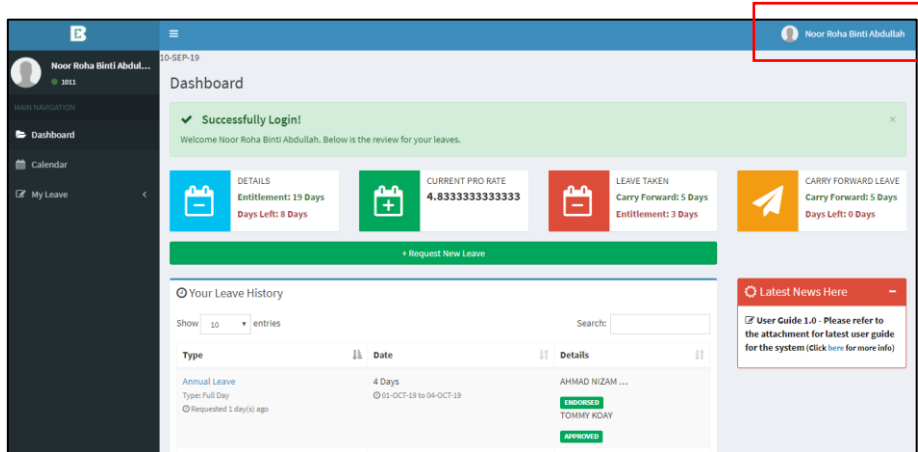 Noor Roha Binti Abdullah
Noor Roha Binti Abdul...
1011
MAIN NAVIGATION
Dashboard
Calendar
My Leave
10-SEP-19
Dashboard
Successfully Login!
Welcome Noor Roha Binti Abdullah. Below is the review for your leaves.
DETAILS
Entitlement: 19 Days
Days Left: 8 Days
CURRENT PRO RATE
4.8333333333333
LEAVE TAKEN
Carry Forward: 5 Days
Entitlement: 3 Days
CARRY FORWARD LEAVE
Carry Forward: 5 Days
Days Left: 0 Days
+ Request New Leave
Your Leave History
Show 10 entries
Search:
Type Date Details
Annual Leave
Type: Full Day
Requested 1 day(s) ago
4 Days
01-OCT-19 to 04-OCT-19
AHMAD NIZAM ...
ENDORSED
TOMMY KOAY
APPROVED
Latest News Here
User Guide 1.0 - Please refer to
the attachment for latest user guide
for the system (Click here for more info)